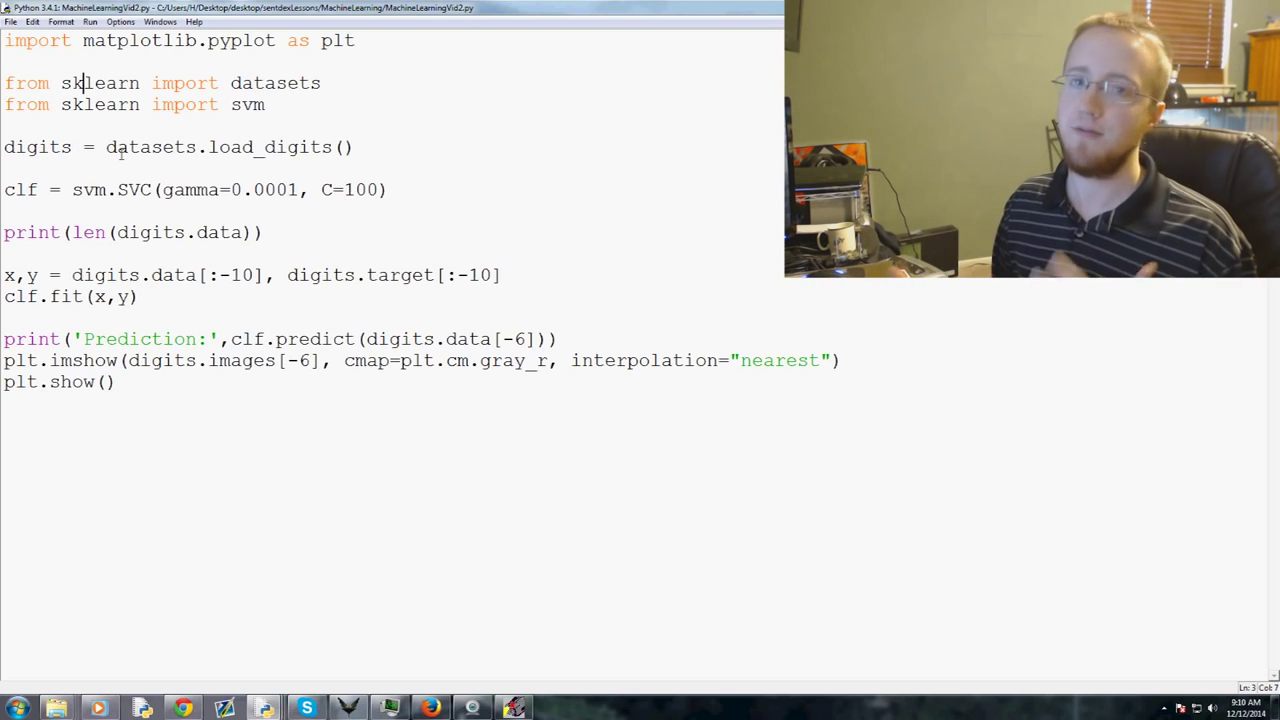 Python 3.4.1: MachineLearningVid2.py - C:/Users/H/Desktop/desktop/sentdexLessons/MachineLearning/MachineLearningVid2.py
File Edit Format Run Options Windows Help
import matplotlib.pyplot as plt
from sklearn import datasets
from sklearn import svm
digits = datasets.load_digits()
clf = svm.SVC(gamma=0.0001, C=100)
print(len(digits.data))
x,y = digits.data[:-10], digits.target[:-10]
clf.fit(x,y)
print('Prediction:',clf.predict(digits.data[-6]))
plt.imshow(digits.images[-6], cmap=plt.cm.gray_r, interpolation="nearest")
plt.show()
Ln: 3 Col: 7
9:10 AM
12/12/2014